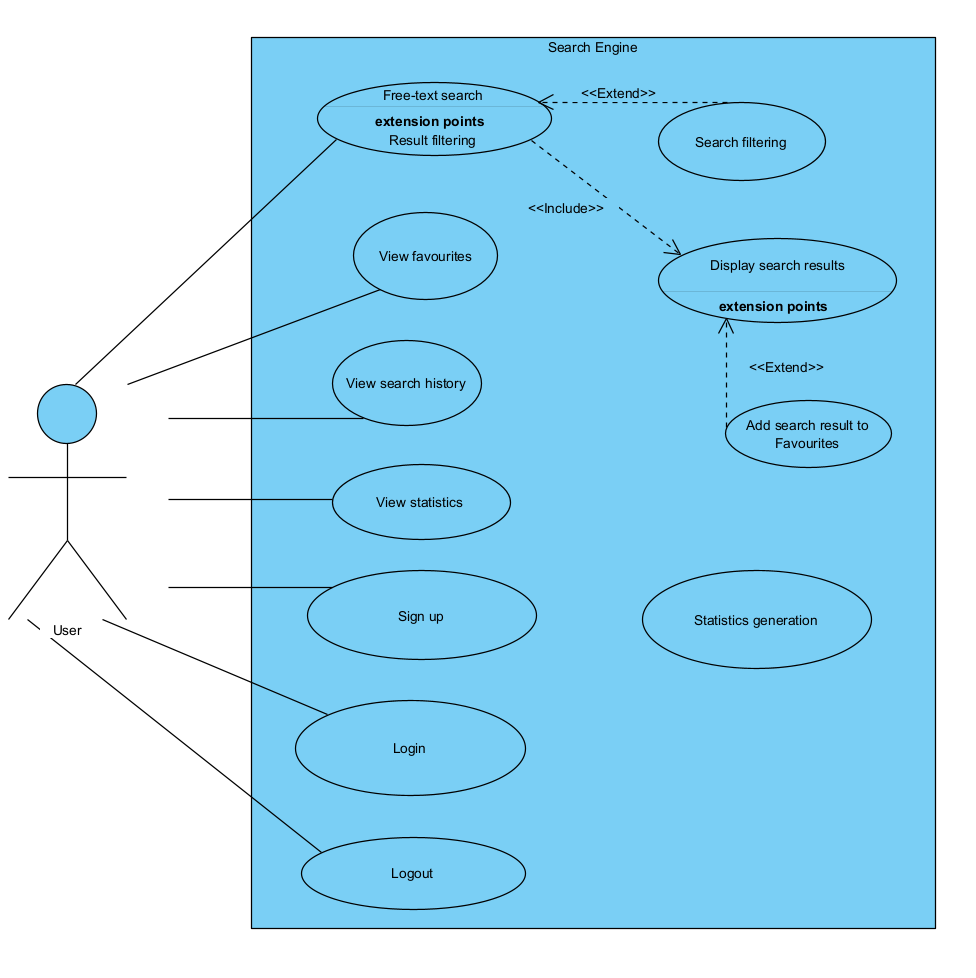 Search Engine
Free-text search
extension points
Result filtering
<<Extend>>
Search filtering
<<Include>>
View favourites
Display search results
extension points
View search history
<<Extend>>
Add search result to
Favourites
View statistics
Sign up
Statistics generation
User
Login
Logout